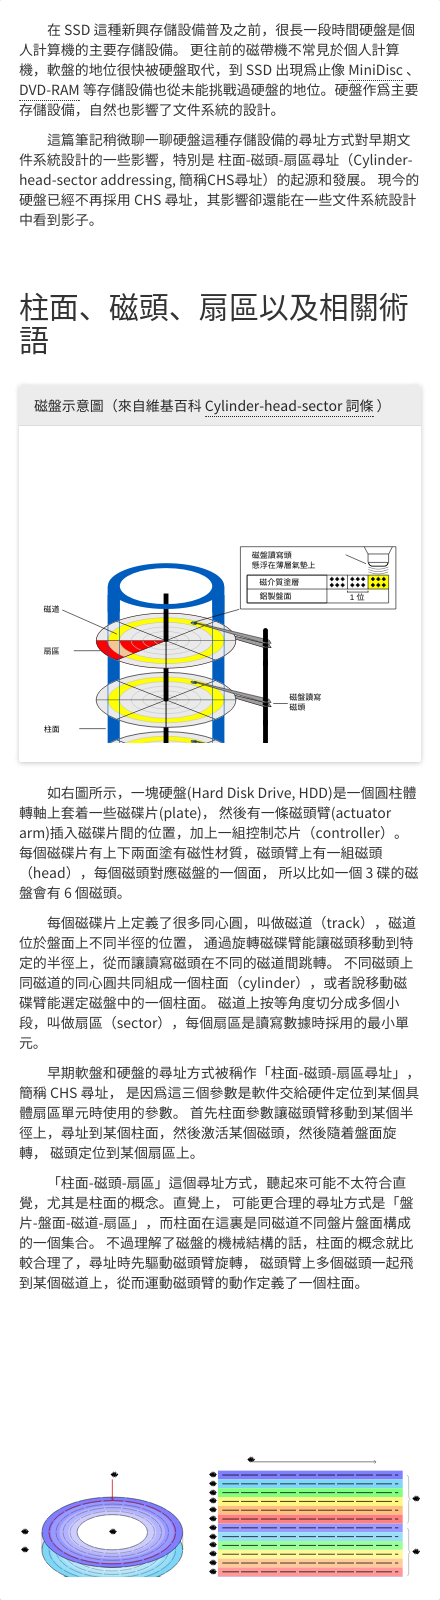 在 SSD 這種新興存儲設備普及之前，很長一段時間硬盤是個
人計算機的主要存儲設備。 更往前的磁帶機不常見於個人計算
機，軟盤的地位很快被硬盤取代，到 SSD 出現爲止像 MiniDisc 、
DVD-RAM 等存儲設備也從未能挑戰過硬盤的地位。硬盤作爲主要
存儲設備，自然也影響了文件系統的設計。
這篇筆記稍微聊一聊硬盤這種存儲設備的尋址方式對早期文
件系統設計的一些影響，特別是 柱面-磁頭-扇區尋址（Cylinder-
head-sector addressing, 簡稱CHS尋址）的起源和發展。 現今的
硬盤已經不再採用 CHS 尋址，其影響卻還能在一些文件系統設計
中看到影子。
柱面、磁頭、扇區以及相關術
語
磁盤示意圖（來自維基百科 Cylinder-head-sector 詞條 ）
磁盤讀寫頭
懸浮在薄層氣墊上
磁介質塗層
鋁製盤面
1 位
磁道
扇區
磁盤讀寫
磁頭
柱面
如右圖所示，一塊硬盤(Hard Disk Drive, HDD)是一個圓柱體
轉軸上套着一些磁碟片(plate)， 然後有一條磁頭臂(actuator
arm)插入磁碟片間的位置，加上一組控制芯片（controller）。
每個磁碟片有上下兩面塗有磁性材質，磁頭臂上有一組磁頭
（head），每個磁頭對應磁盤的一個面， 所以比如一個 3 碟的磁
盤會有 6 個磁頭。
每個磁碟片上定義了很多同心圓，叫做磁道（track），磁道
位於盤面上不同半徑的位置， 通過旋轉磁碟臂能讓磁頭移動到特
定的半徑上，從而讓讀寫磁頭在不同的磁道間跳轉。 不同磁頭上
同磁道的同心圓共同組成一個柱面（cylinder），或者說移動磁
碟臂能選定磁盤中的一個柱面。 磁道上按等角度切分成多個小
段，叫做扇區（sector），每個扇區是讀寫數據時採用的最小單
元。
早期軟盤和硬盤的尋址方式被稱作「柱面-磁頭-扇區尋址」，
簡稱 CHS 尋址， 是因爲這三個參數是軟件交給硬件定位到某個具
體扇區單元時使用的參數。 首先柱面參數讓磁頭臂移動到某個半
徑上，尋址到某個柱面，然後激活某個磁頭，然後隨着盤面旋
轉， 磁頭定位到某個扇區上。
「柱面-磁頭-扇區」這個尋址方式，聽起來可能不太符合直
覺，尤其是柱面的概念。直覺上， 可能更合理的尋址方式是「盤
片-盤面-磁道-扇區」，而柱面在這裏是同磁道不同盤片盤面構成
的一個集合。 不過理解了磁盤的機械結構的話，柱面的概念就比
較合理了，尋址時先驅動磁頭臂旋轉， 磁頭臂上多個磁頭一起飛
到某個磁道上，從而運動磁頭臂的動作定義了一個柱面。